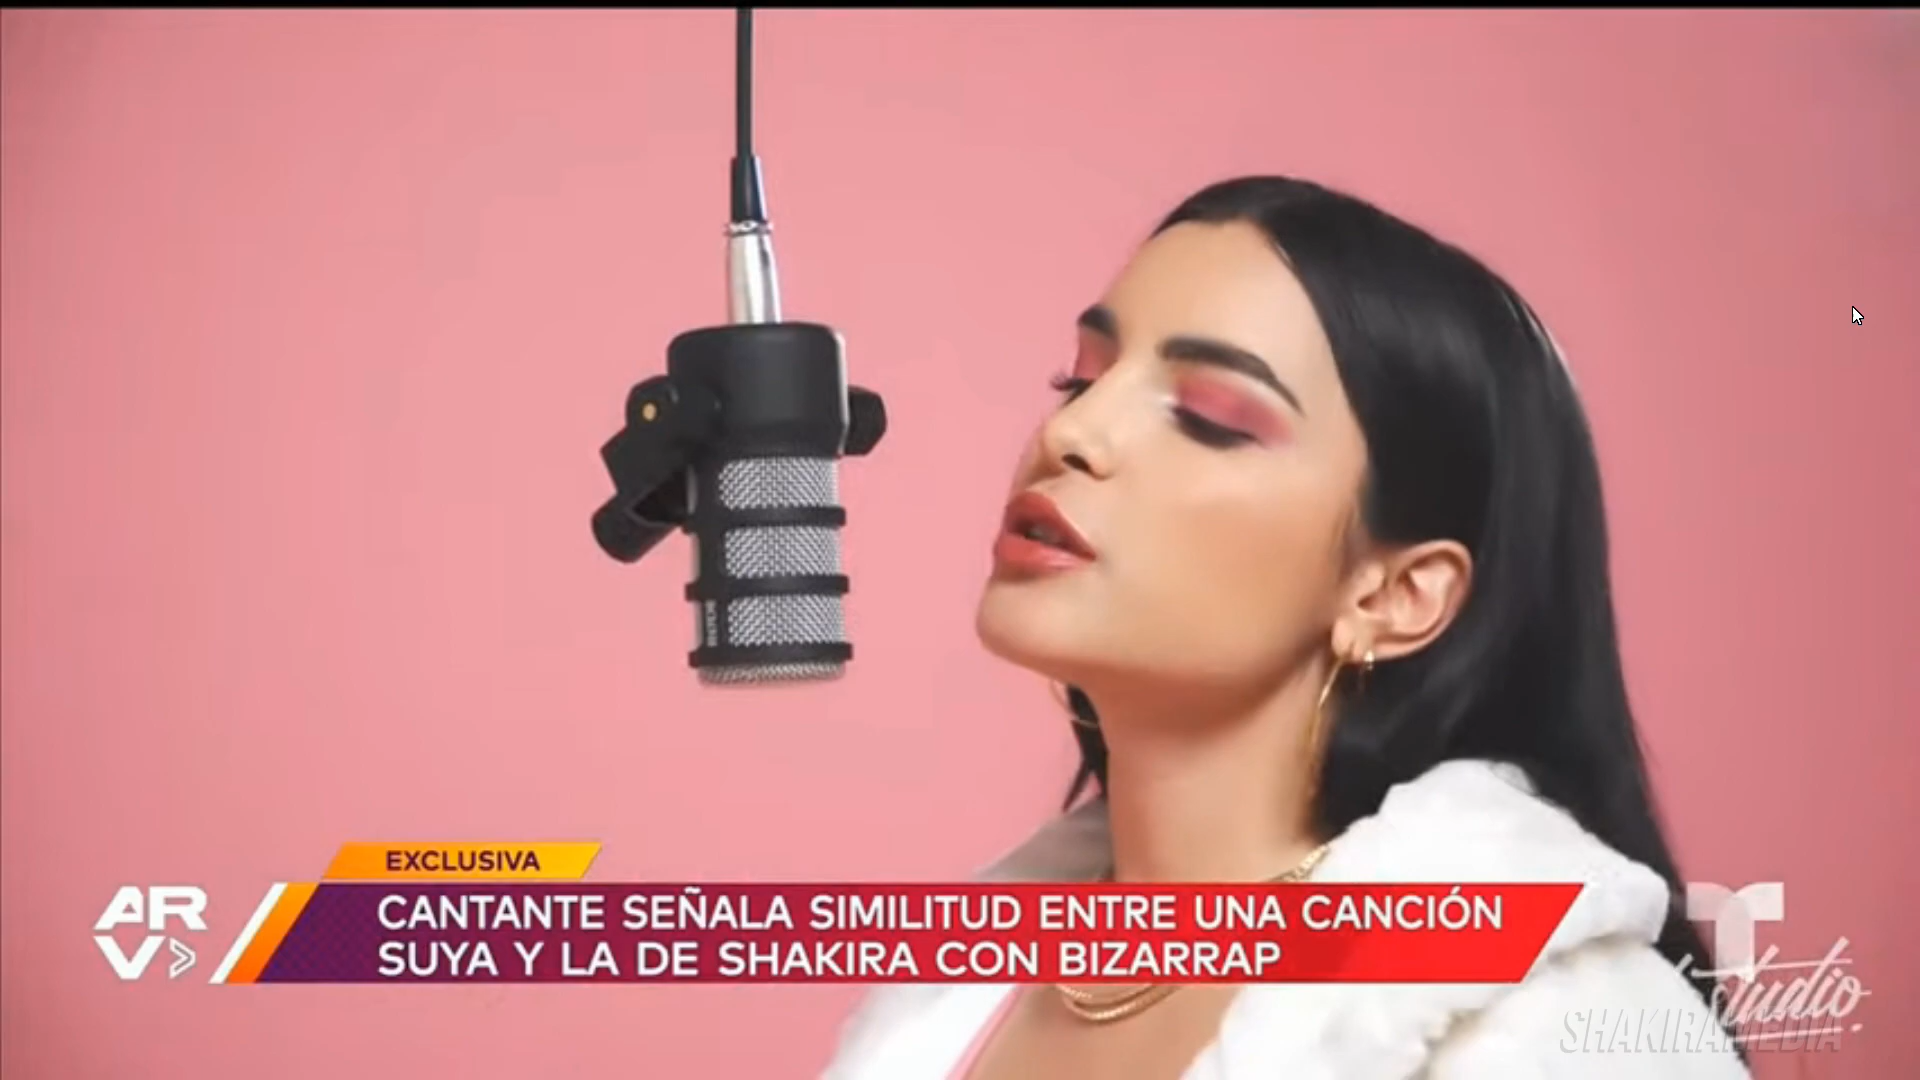 EXCLUSIVA
CANTANTE SEÑALA SIMILITUD ENTRE UNA CANCIÓN
SUYA Y LA DE SHAKIRA CON BIZARRAP
ARV
T
Studio
SHAKIRAMEDIA